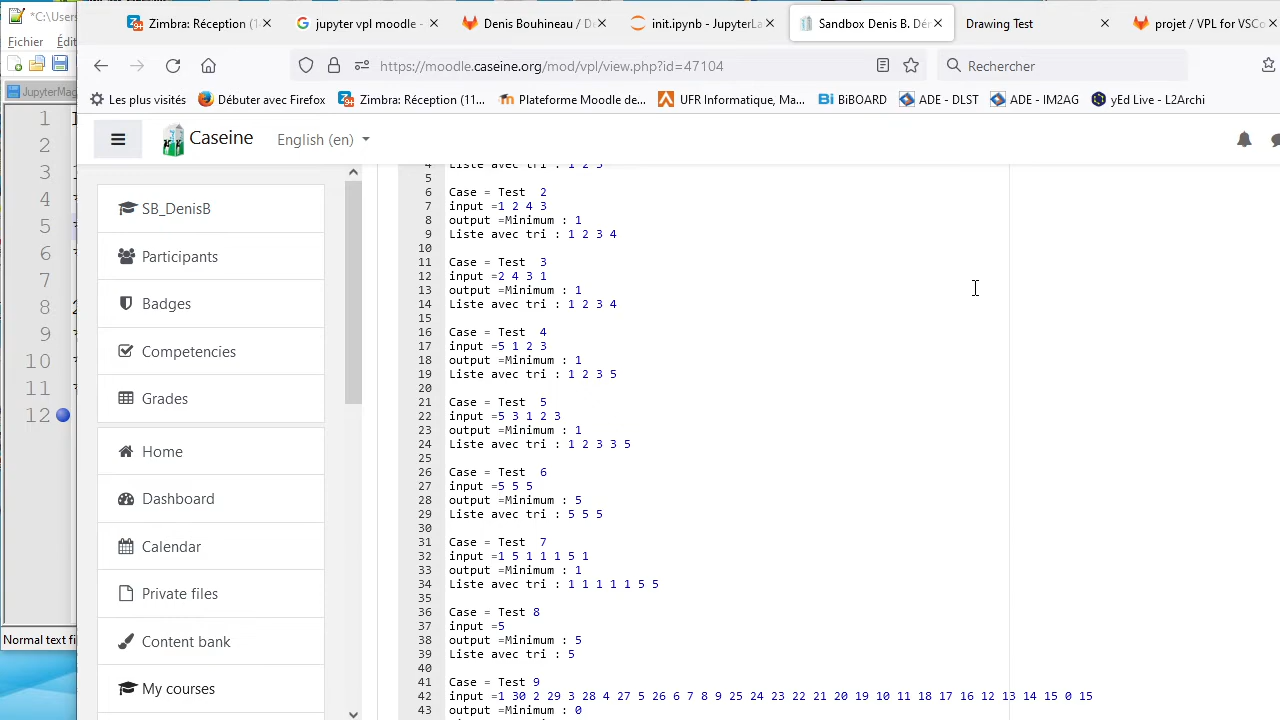 *C:\Users
Fichier Édit
JupyterMag
Zimbra: Réception (1
jupyter vpl moodle -
Denis Bouhineau / De
init.ipynb - JupyterLa
Sandbox Denis B. Dér
Drawing Test
projet / VPL for VSCo
https://moodle.caseine.org/mod/vpl/view.php?id=47104
Rechercher
Les plus visités
Débuter avec Firefox
Zimbra: Réception (11...
Plateforme Moodle de...
UFR Informatique, Ma...
BiBOARD
ADE - DLST
ADE - IM2AG
yEd Live - L2Archi
Caseine
English (en)
1
2
3
4
5
6
7
8
9
10
11
12
Normal text fi
SB_DenisB
Participants
Badges
Competencies
Grades
Home
Dashboard
Calendar
Private files
Content bank
My courses
4 Liste avec tri : 1 2 5
5
6 Case = Test  2
7 input =1 2 4 3
8 output =Minimum : 1
9 Liste avec tri : 1 2 3 4
10
11 Case = Test  3
12 input =2 4 3 1
13 output =Minimum : 1
14 Liste avec tri : 1 2 3 4
15
16 Case = Test  4
17 input =5 1 2 3
18 output =Minimum : 1
19 Liste avec tri : 1 2 3 5
20
21 Case = Test  5
22 input =5 3 1 2 3
23 output =Minimum : 1
24 Liste avec tri : 1 2 3 3 5
25
26 Case = Test  6
27 input =5 5 5
28 output =Minimum : 5
29 Liste avec tri : 5 5 5
30
31 Case = Test  7
32 input =1 5 1 1 1 5 1
33 output =Minimum : 1
34 Liste avec tri : 1 1 1 1 1 5 5
35
36 Case = Test 8
37 input =5
38 output =Minimum : 5
39 Liste avec tri : 5
40
41 Case = Test 9
42 input =1 30 2 29 3 28 4 27 5 26 6 7 8 9 25 24 23 22 21 20 19 10 11 18 17 16 12 13 14 15 0 15
43 output =Minimum : 0